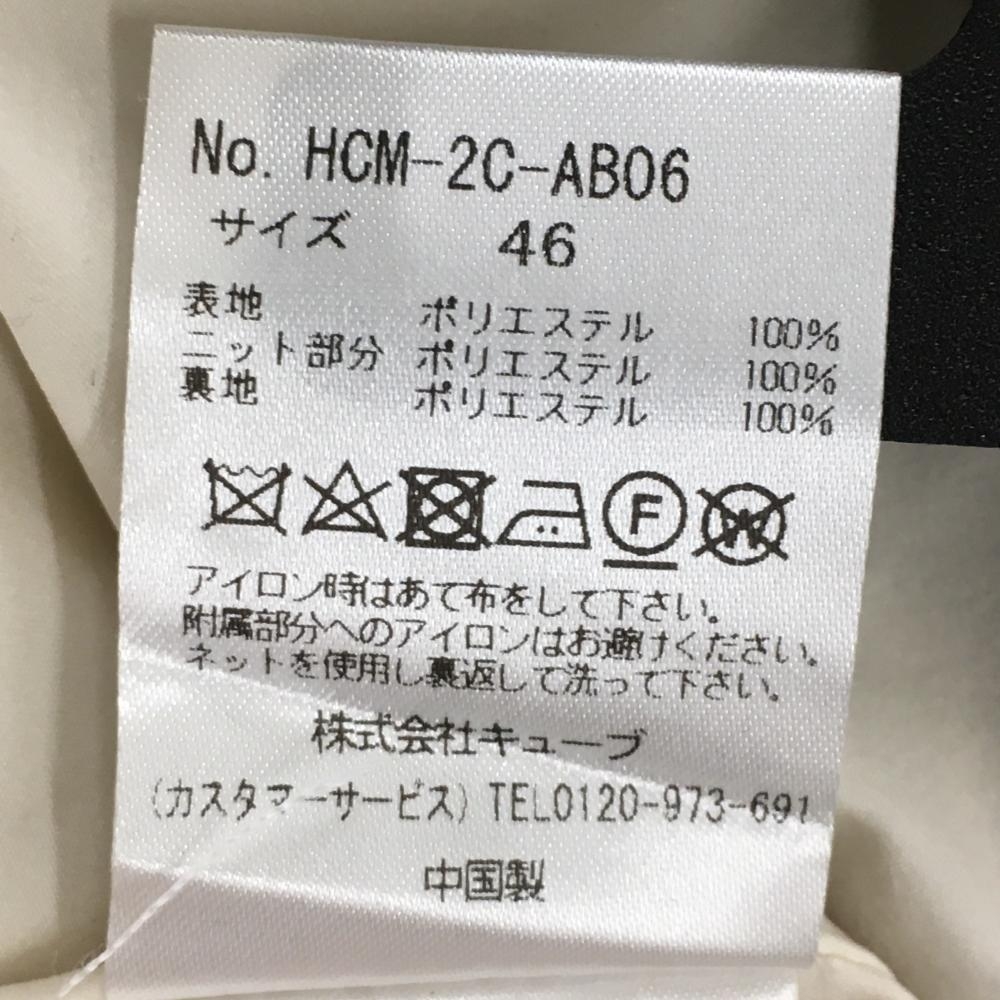 No. HCM-2C-AB06
サイズ 46
表地 ポリエステル 100%
ニット部分 ポリエステル 100%
裏地 ポリエステル 100%
F W
アイロン時はあて布をして下さい。
附属部分へのアイロンはお避けください。
ネットを使用し裏返して洗って下さい。
株式会社キューブ
(カスタマーサービス) TEL0120-973-691
中国製